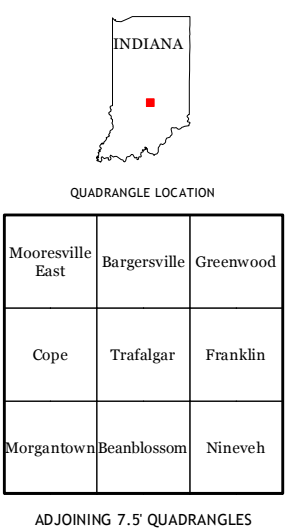 INDIANA
QUADRANGLE LOCATION
Mooresville
East
Bargersville
Greenwood
Cope
Trafalgar
Franklin
Morgantown
Beanblossom
Nineveh
ADJOINING 7.5' QUADRANGLES